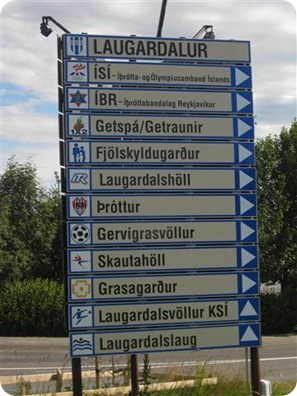 LAUGARDALUR
ÍSÍ - Íþrótta- og Ólympíusamband Íslands
ÍBR - Íþróttabandalag Reykjavíkur
Getspá/Getraunir
Fjölskyldugarður
Laugardalshöll
Þróttur
Gervigrasvöllur
Skautahöll
Grasagarður
Laugardalsvöllur KSÍ
Laugardalslaug